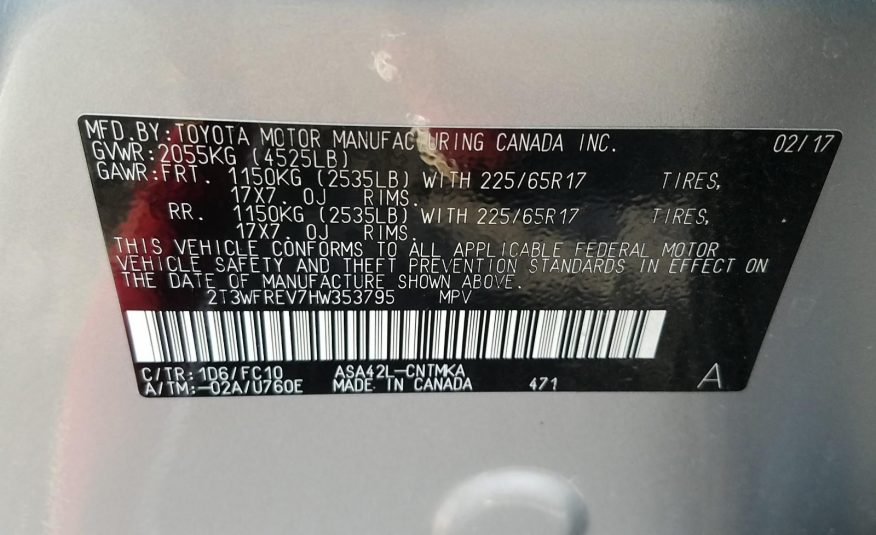 MFD.BY:TOYOTA MOTOR MANUFACTURING CANADA INC. 02/17
GVWR:2055KG (4525LB)
GAWR:FRT. 1150KG (2535LB) WITH 225/65R17 TIRES,
17X7.0J RIMS.
RR. 1150KG (2535LB) WITH 225/65R17 TIRES,
17X7.0J RIMS.
THIS VEHICLE CONFORMS TO ALL APPLICABLE FEDERAL MOTOR
VEHICLE SAFETY AND THEFT PREVENTION STANDARDS IN EFFECT ON
THE DATE OF MANUFACTURE SHOWN ABOVE.
2T3WFREV7HW353795 MPV
C/TR:1D6/FC10 ASA42L-CNTMKA
A/TM:-02A/U760E MADE IN CANADA 471 A